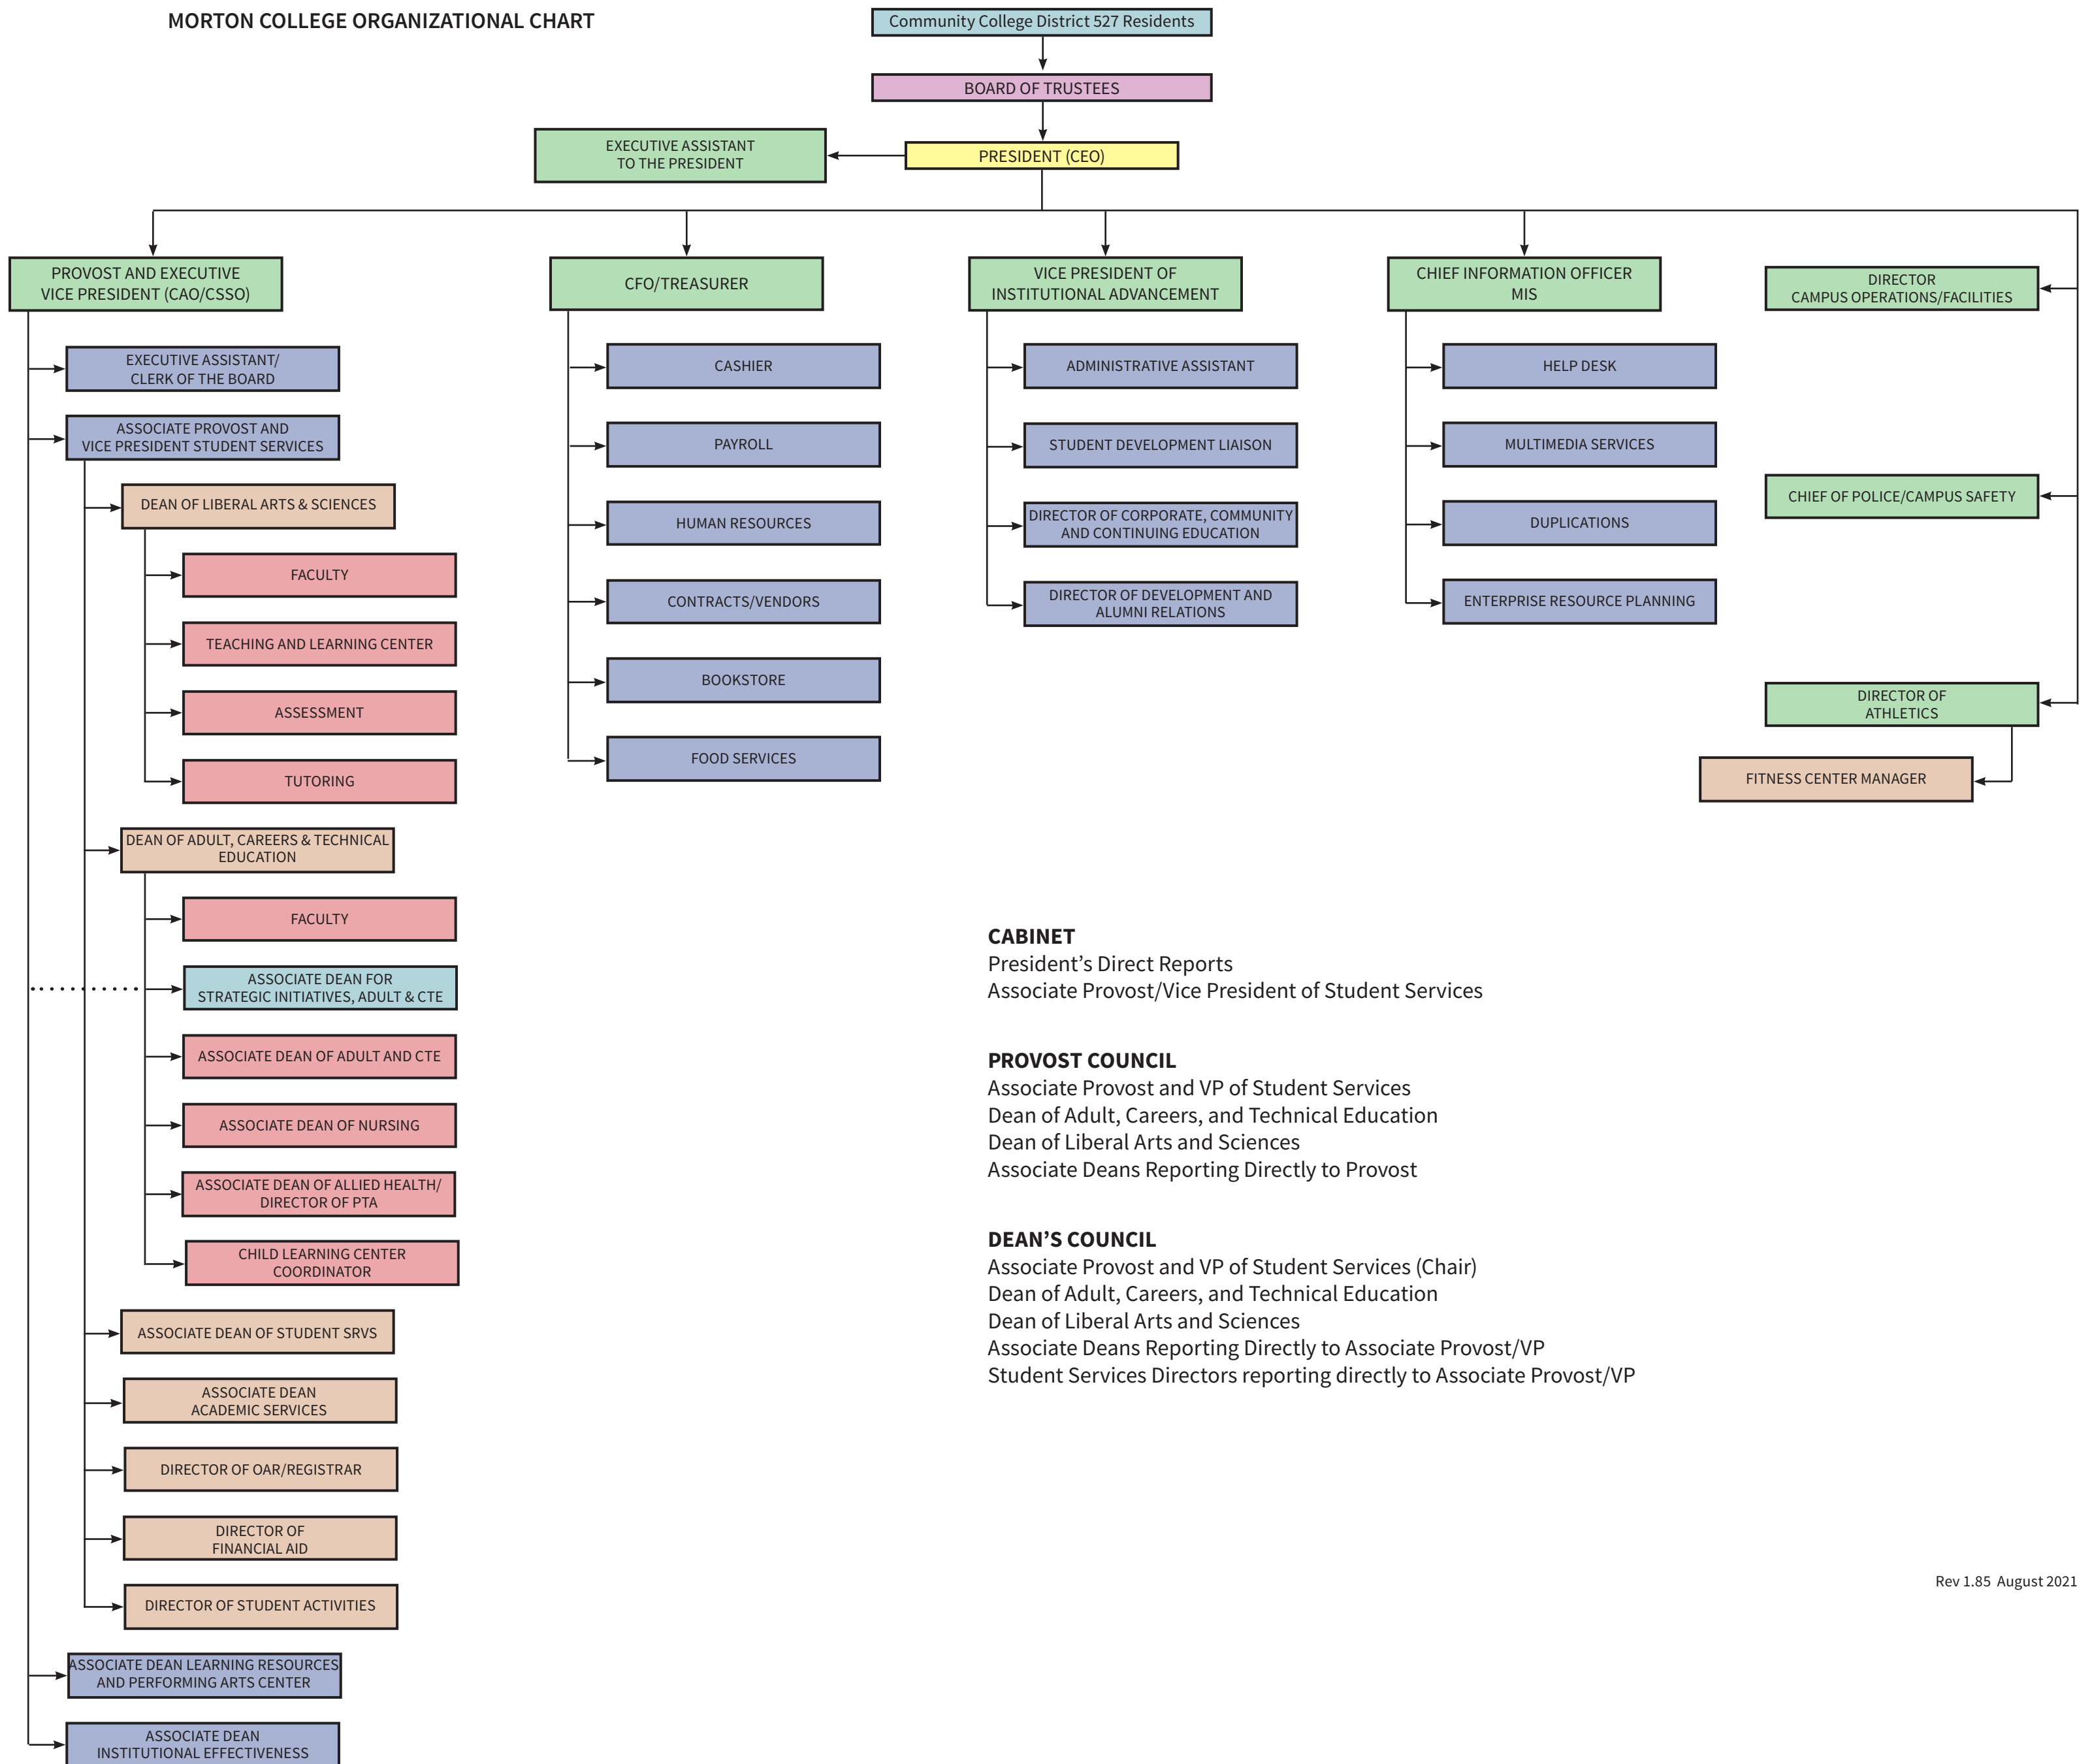 MORTON COLLEGE ORGANIZATIONAL CHART
Community College District 527 Residents
BOARD OF TRUSTEES
EXECUTIVE ASSISTANT
TO THE PRESIDENT
PRESIDENT (CEO)
PROVOST AND EXECUTIVE
VICE PRESIDENT (CAO/CSSO)
EXECUTIVE ASSISTANT/
CLERK OF THE BOARD
ASSOCIATE PROVOST AND
VICE PRESIDENT STUDENT SERVICES
DEAN OF LIBERAL ARTS & SCIENCES
FACULTY
TEACHING AND LEARNING CENTER
ASSESSMENT
TUTORING
DEAN OF ADULT, CAREERS & TECHNICAL
EDUCATION
FACULTY
ASSOCIATE DEAN FOR
STRATEGIC INITIATIVES, ADULT & CTE
ASSOCIATE DEAN OF ADULT AND CTE
ASSOCIATE DEAN OF NURSING
ASSOCIATE DEAN OF ALLIED HEALTH/
DIRECTOR OF PTA
CHILD LEARNING CENTER
COORDINATOR
ASSOCIATE DEAN OF STUDENT SRVS
ASSOCIATE DEAN
ACADEMIC SERVICES
DIRECTOR OF OAR/REGISTRAR
DIRECTOR OF
FINANCIAL AID
DIRECTOR OF STUDENT ACTIVITIES
ASSOCIATE DEAN LEARNING RESOURCES
AND PERFORMING ARTS CENTER
ASSOCIATE DEAN
INSTITUTIONAL EFFECTIVENESS
CFO/TREASURER
CASHIER
PAYROLL
HUMAN RESOURCES
CONTRACTS/VENDORS
BOOKSTORE
FOOD SERVICES
VICE PRESIDENT OF
INSTITUTIONAL ADVANCEMENT
ADMINISTRATIVE ASSISTANT
STUDENT DEVELOPMENT LIAISON
DIRECTOR OF CORPORATE, COMMUNITY
AND CONTINUING EDUCATION
DIRECTOR OF DEVELOPMENT AND
ALUMNI RELATIONS
CHIEF INFORMATION OFFICER
MIS
HELP DESK
MULTIMEDIA SERVICES
DUPLICATIONS
ENTERPRISE RESOURCE PLANNING
DIRECTOR
CAMPUS OPERATIONS/FACILITIES
CHIEF OF POLICE/CAMPUS SAFETY
DIRECTOR OF
ATHLETICS
FITNESS CENTER MANAGER
CABINET
President’s Direct Reports
Associate Provost/Vice President of Student Services
PROVOST COUNCIL
Associate Provost and VP of Student Services
Dean of Adult, Careers, and Technical Education
Dean of Liberal Arts and Sciences
Associate Deans Reporting Directly to Provost
DEAN’S COUNCIL
Associate Provost and VP of Student Services (Chair)
Dean of Adult, Careers, and Technical Education
Dean of Liberal Arts and Sciences
Associate Deans Reporting Directly to Associate Provost/VP
Student Services Directors reporting directly to Associate Provost/VP
Rev 1.85 August 2021